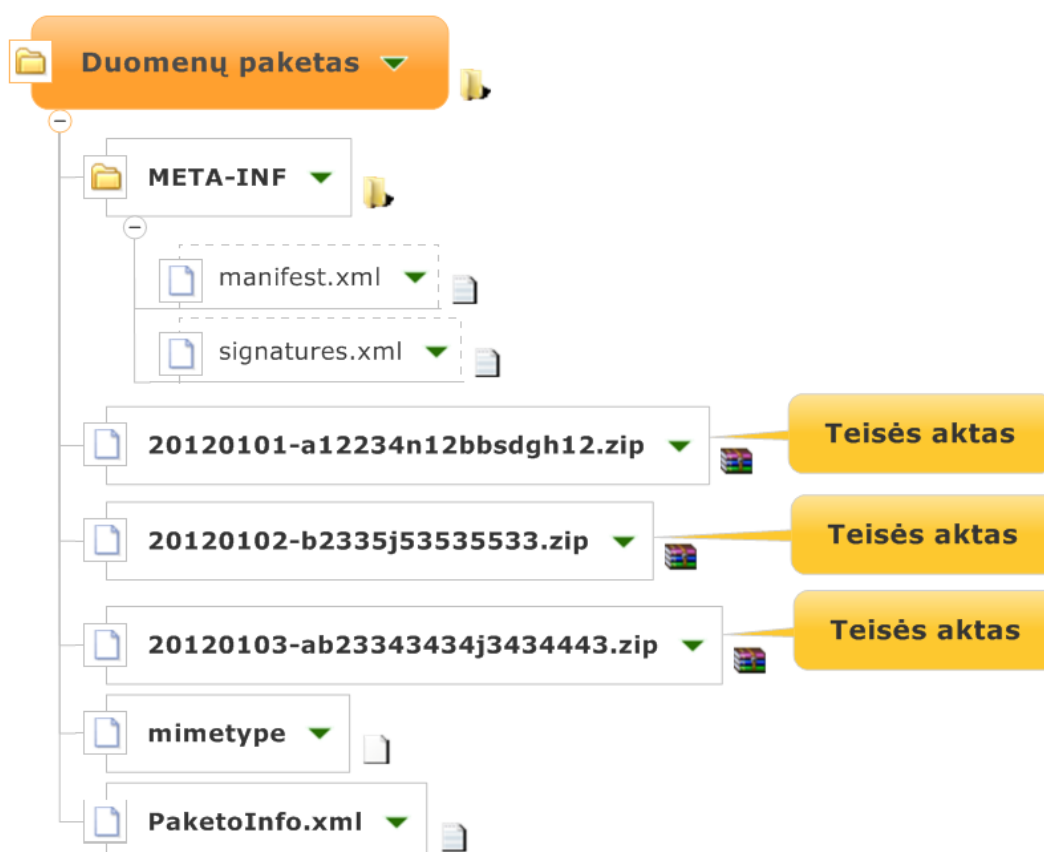 Duomenų paketas
META-INF
manifest.xml
signatures.xml
20120101-a12234n12bbsdgh12.zip
Teisės aktas
20120102-b2335j53535533.zip
Teisės aktas
20120103-ab23343434j3434443.zip
Teisės aktas
mimetype
PaketoInfo.xml